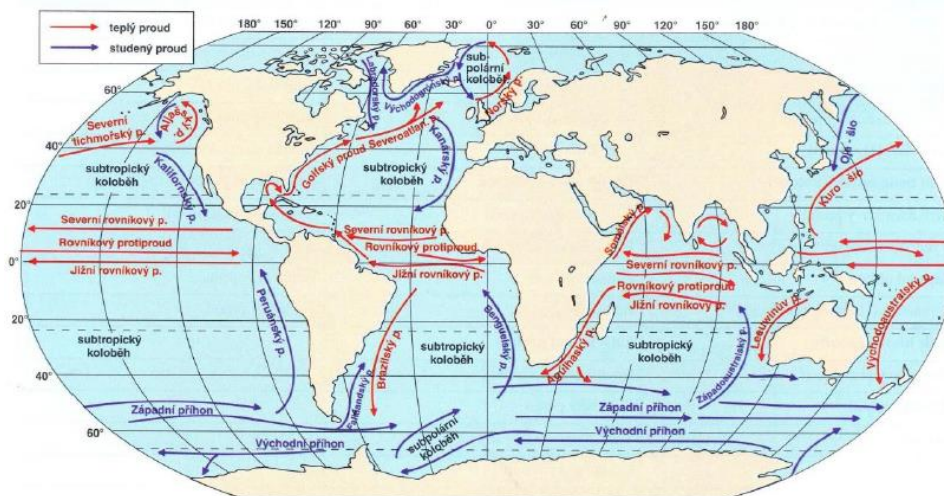 180° 150° 120° 90° 60° 30° 0° 30° 60° 90° 120° 150° 180°
teplý proud
studený proud
60°
40°
20°
0°
20°
40°
60°
Severní
tichmořský p.
Aljašský p.
Kalifornský p.
subtropický
koloběh
Severní rovníkový p.
Rovníkový protiproud
Jižní rovníkový p.
subtropický
koloběh
Peruánský p.
Západní příhon
Východní příhon
Falklandský p.
Brazilský p.
Labradorský p.
Východogrónský p.
sub-
polární
koloběh
Norský p.
Golfský proud Severoatlan.
Kanárský p.
subtropický
koloběh
Severní rovníkový p.
Rovníkový protiproud
Jižní rovníkový p.
subtropický
koloběh
Benguelský p.
subpolární
koloběh
Somálský p.
Severní rovníkový p.
Rovníkový protiproud
Jižní rovníkový p.
Agulhaský p.
subtropický
koloběh
Západoaustralský p.
Leeuwinův p.
Východoaustralský p.
Oja - šio
Kuro - šio
Západní příhon
Východní příhon